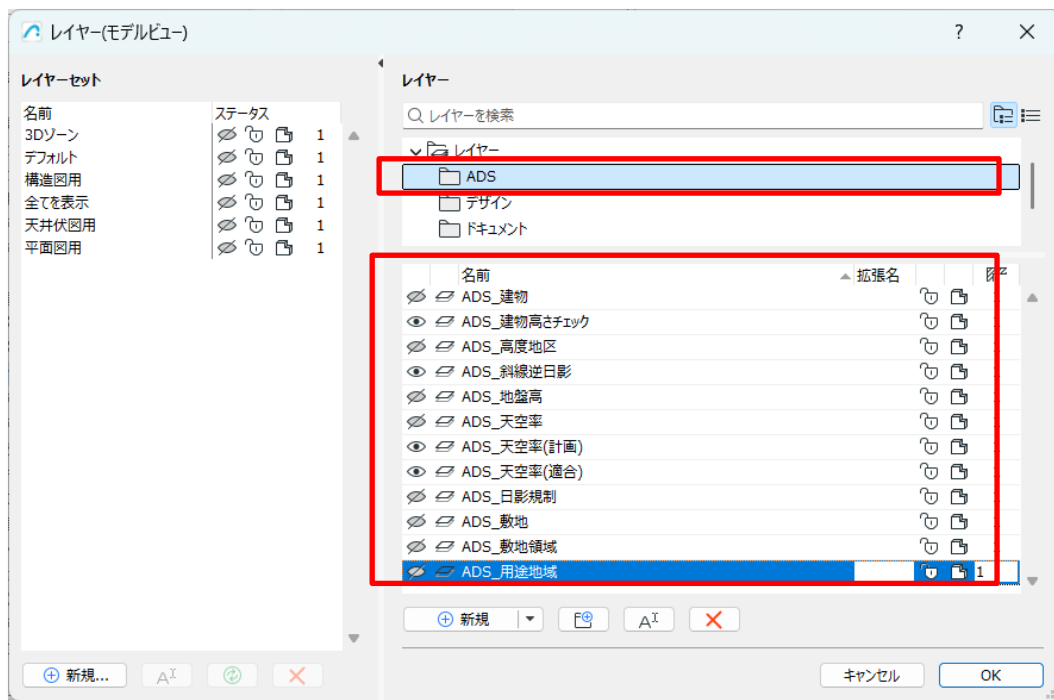 レイヤー(モデルビュー)
?
レイヤーセット
名前 ステータス
3Dゾーン 1
デフォルト 1
構造図用 1
全てを表示 1
天井伏図用 1
平面図用 1
新規...
レイヤー
レイヤーを検索
レイヤー
ADS
デザイン
ドキュメント
名前 拡張名
ADS_建物
ADS_建物高さチェック
ADS_高度地区
ADS_斜線逆日影
ADS_地盤高
ADS_天空率
ADS_天空率(計画)
ADS_天空率(適合)
ADS_日影規制
ADS_敷地
ADS_敷地領域
ADS_用途地域 1
新規
キャンセル OK